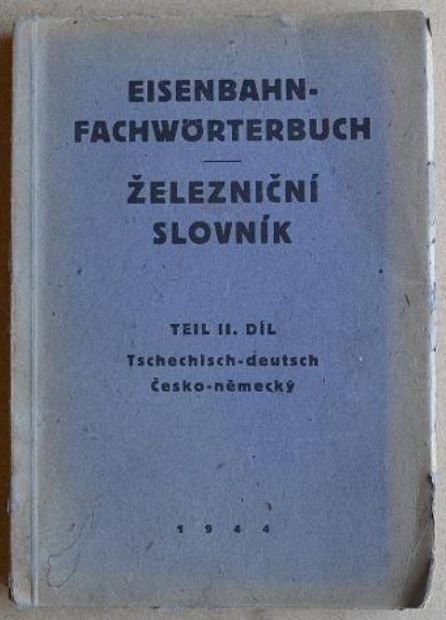 EISENBAHN-
FACHWÖRTERBUCH
ŽELEZNIČNÍ
SLOVNÍK
TEIL II. DÍL
Tschechisch-deutsch
Česko-německý
1944